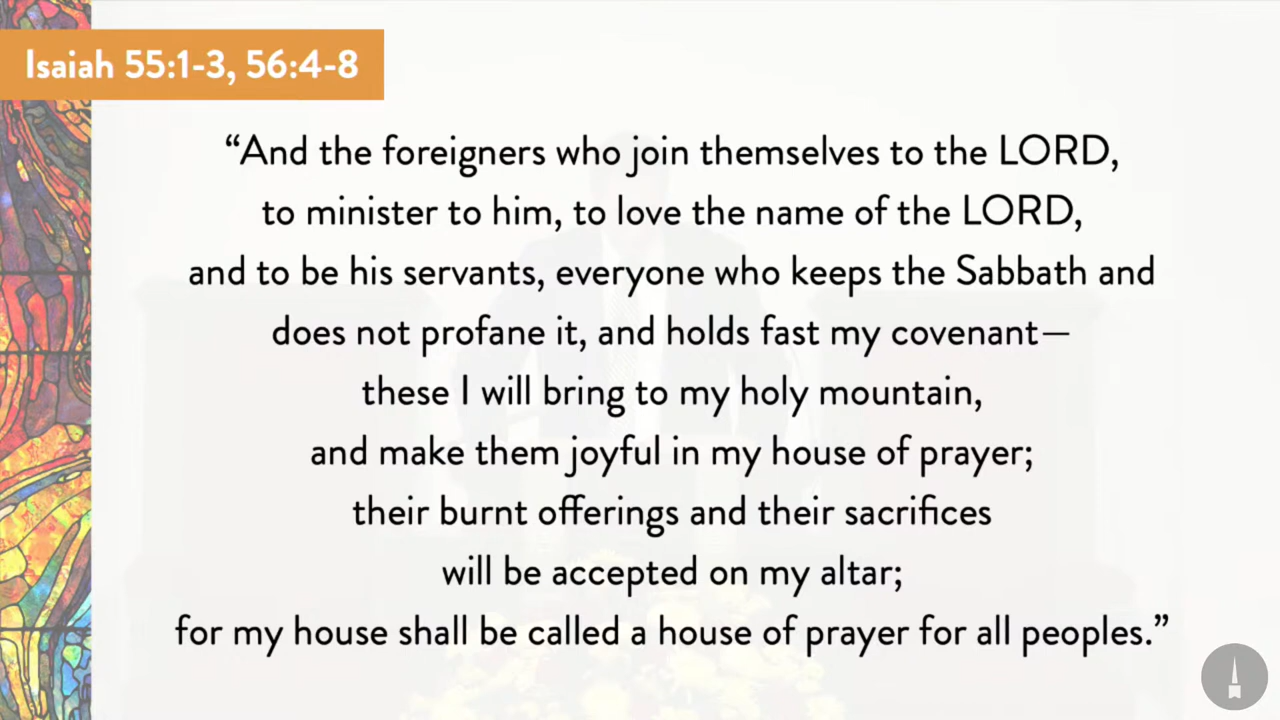 Isaiah 55:1-3, 56:4-8
“And the foreigners who join themselves to the LORD,
to minister to him, to love the name of the LORD,
and to be his servants, everyone who keeps the Sabbath and
does not profane it, and holds fast my covenant—
these I will bring to my holy mountain,
and make them joyful in my house of prayer;
their burnt offerings and their sacrifices
will be accepted on my altar;
for my house shall be called a house of prayer for all peoples.”